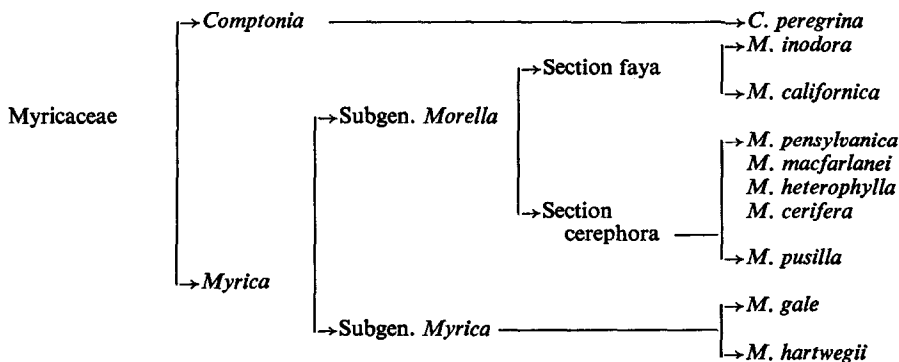 Comptonia C. peregrina
M. inodora
Section faya
M. californica
Myricaceae Subgen. Morella
M. pensylvanica
M. macfarlanei
M. heterophylla
Section M. cerifera
cerephora
M. pusilla
Myrica
M. gale
Subgen. Myrica
M. hartwegii